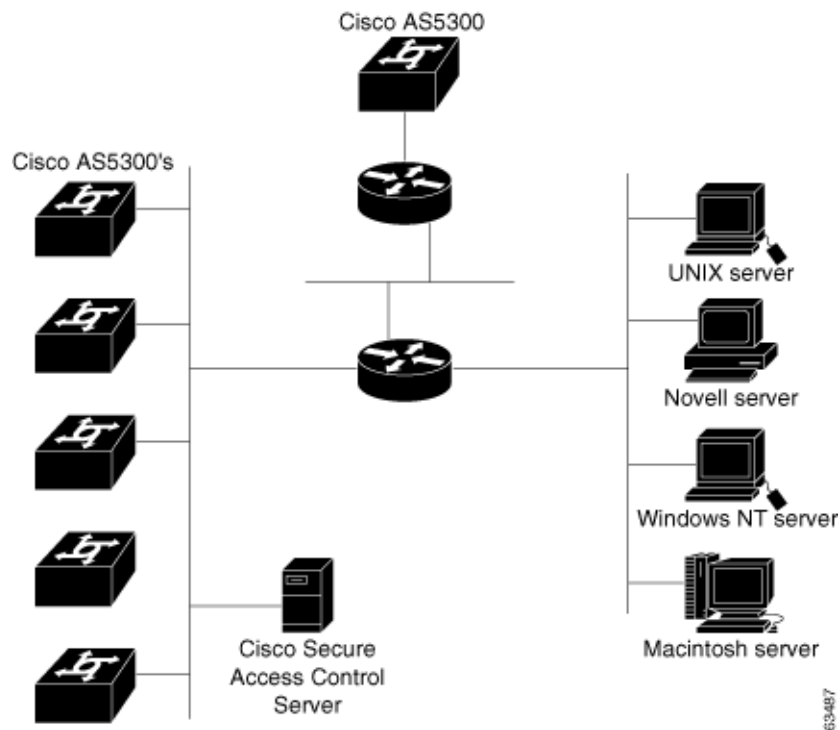 Cisco AS5300
Cisco AS5300's
UNIX server
Novell server
Windows NT server
Macintosh server
Cisco Secure
Access Control
Server
63487